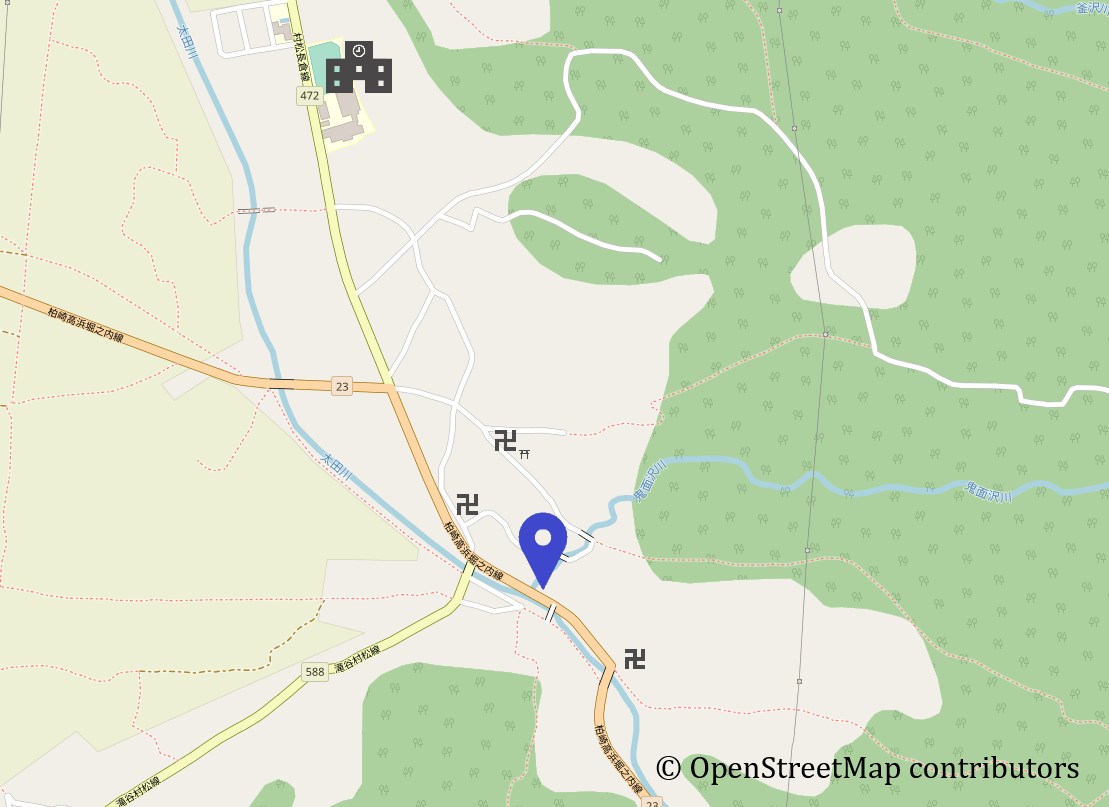 釜沢川
太田川
村松長倉線
472
柏崎高浜堀之内線
23
太田川
鬼面沢川
鬼面沢川
柏崎高浜堀之内線
588
滝谷村松線
柏崎高浜堀之内線
滝谷村松線
23
© OpenStreetMap contributors